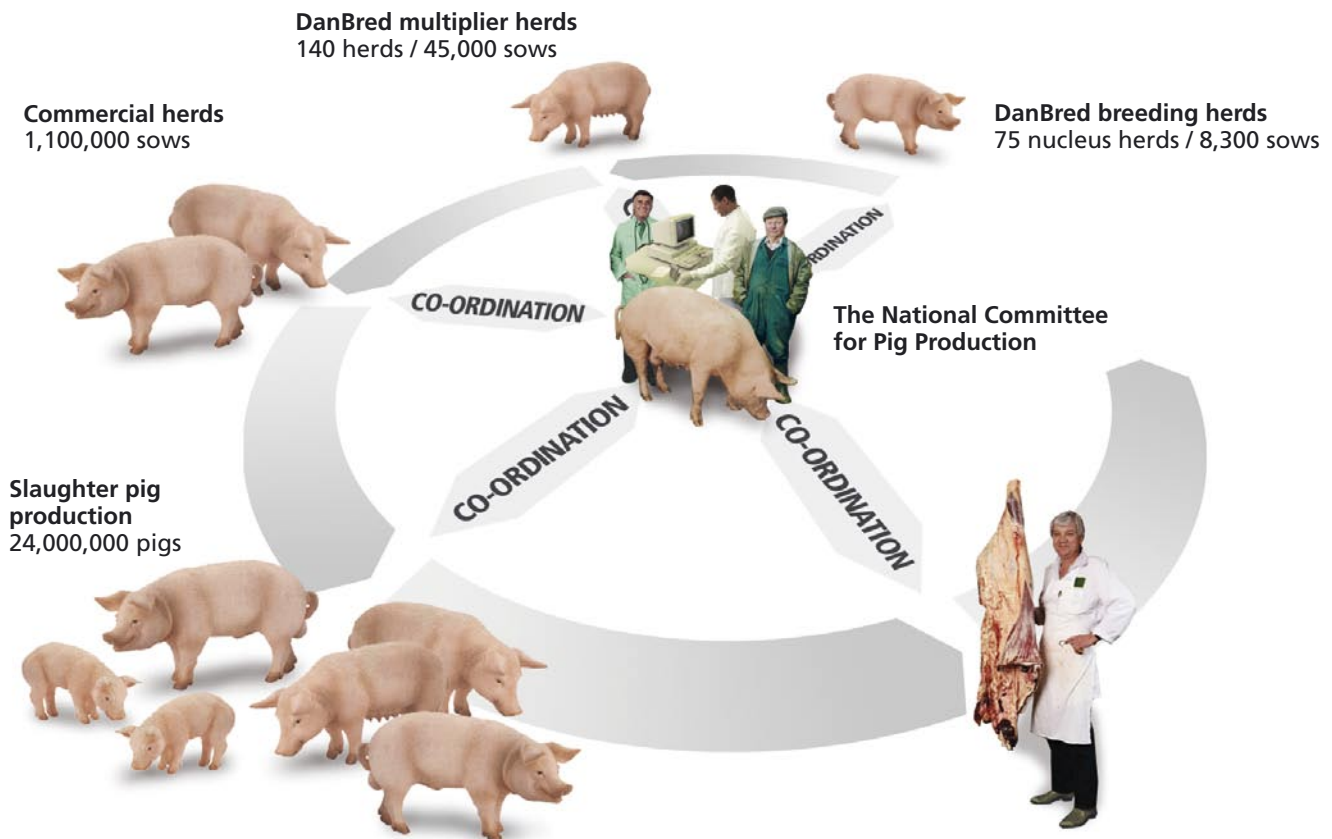 DanBred multiplier herds
140 herds / 45,000 sows
Commercial herds
1,100,000 sows
DanBred breeding herds
75 nucleus herds / 8,300 sows
CO-ORDINATION
The National Committee
for Pig Production
CO-ORDINATION
CO-ORDINATION
Slaughter pig
production
24,000,000 pigs